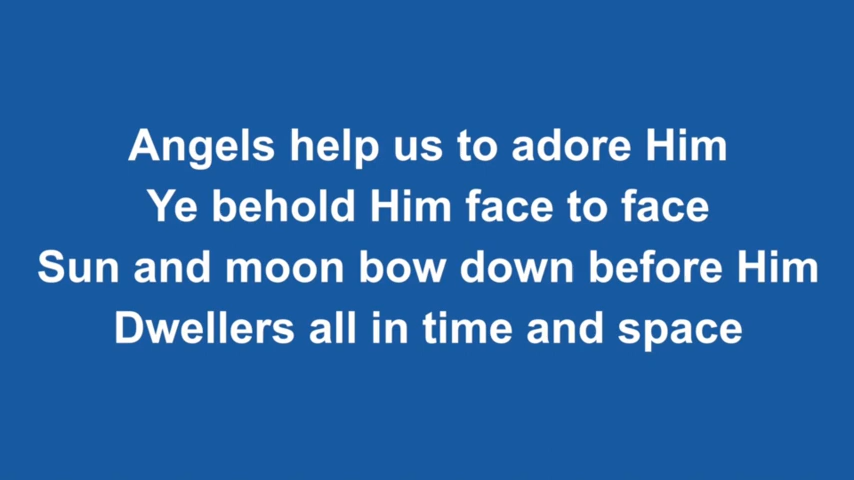 Angels help us to adore Him
Ye behold Him face to face
Sun and moon bow down before Him
Dwellers all in time and space